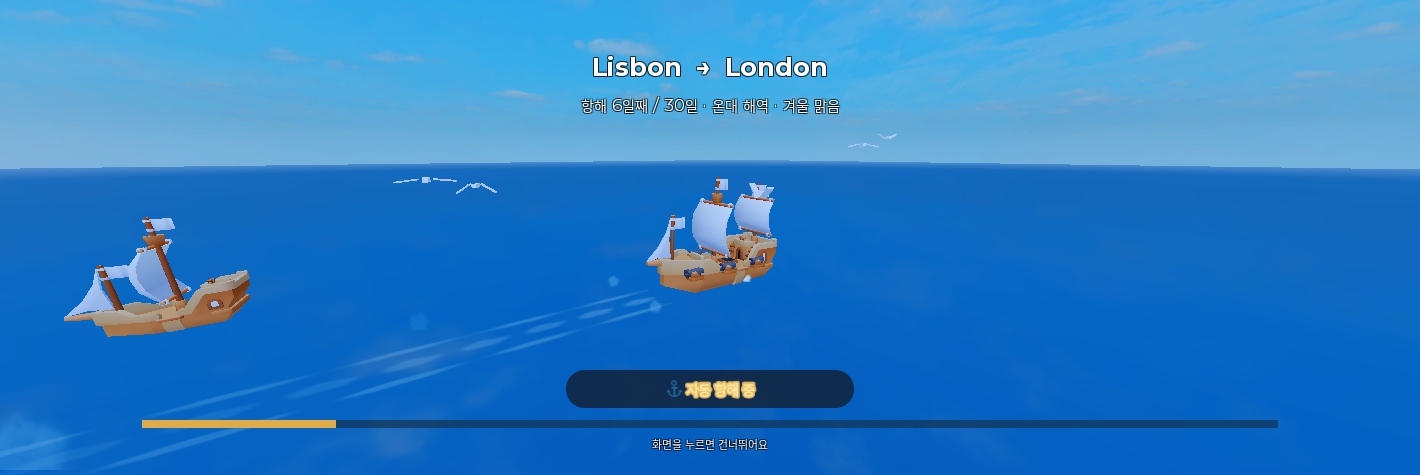 Lisbon → London
항해 6일째 / 30일 · 온대 해역 · 겨울 맑음
⚓ 자동 항해 중
화면을 누르면 건너뛰어요